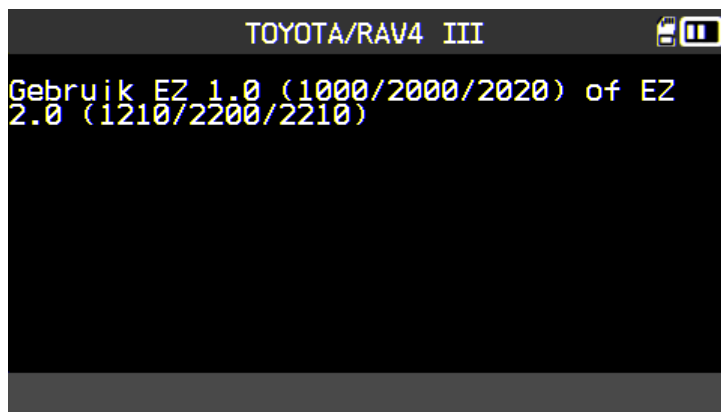 TOYOTA/RAV4 III
Gebruik EZ 1.0 (1000/2000/2020) of EZ
2.0 (1210/2200/2210)